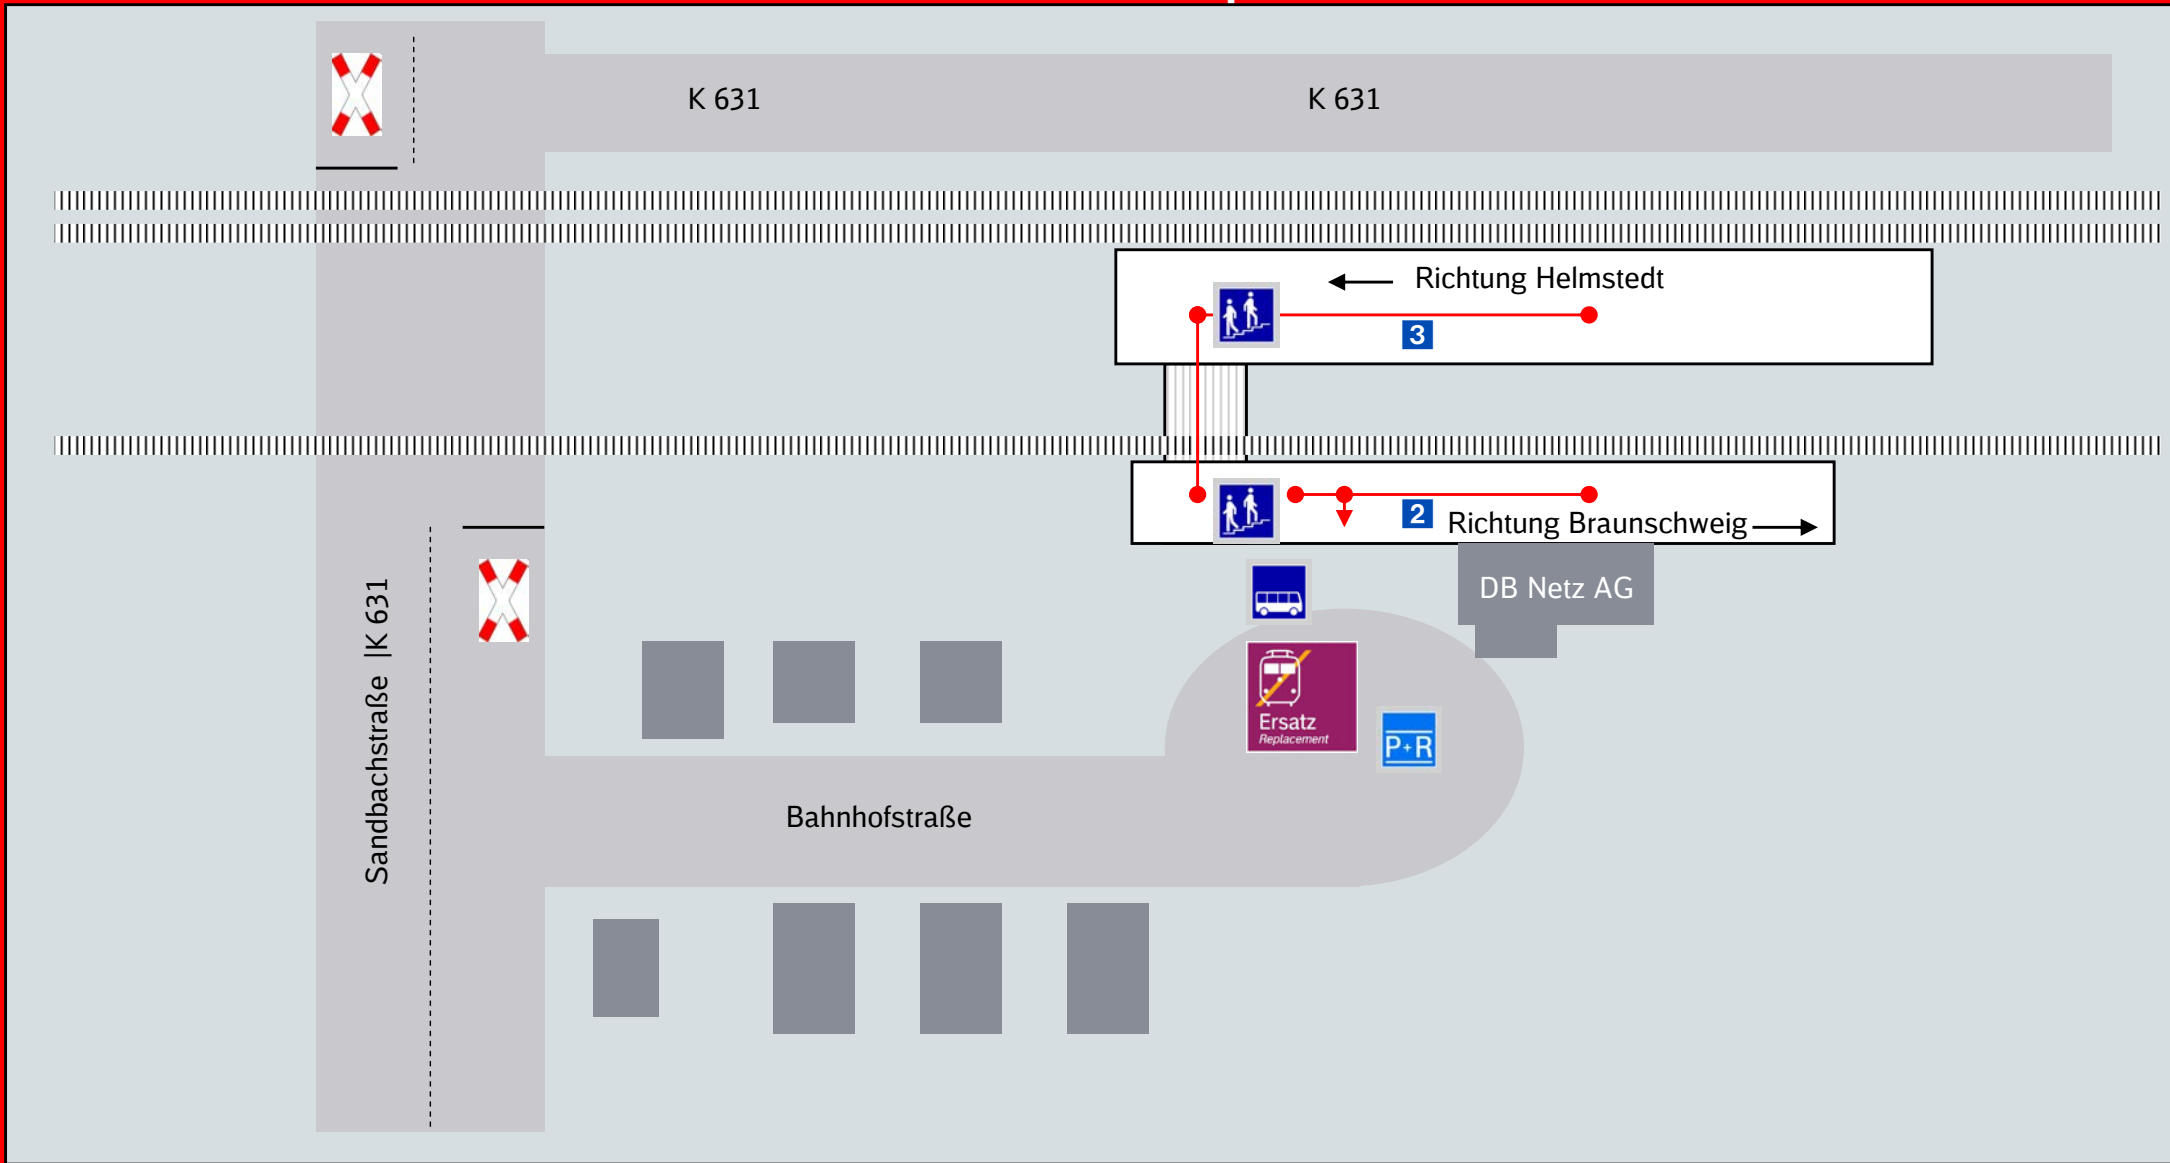 K 631
K 631
Richtung Helmstedt
3
2
Richtung Braunschweig
DB Netz AG
Sandbachstraße |K 631
Ersatz
Replacement
P+R
Bahnhofstraße